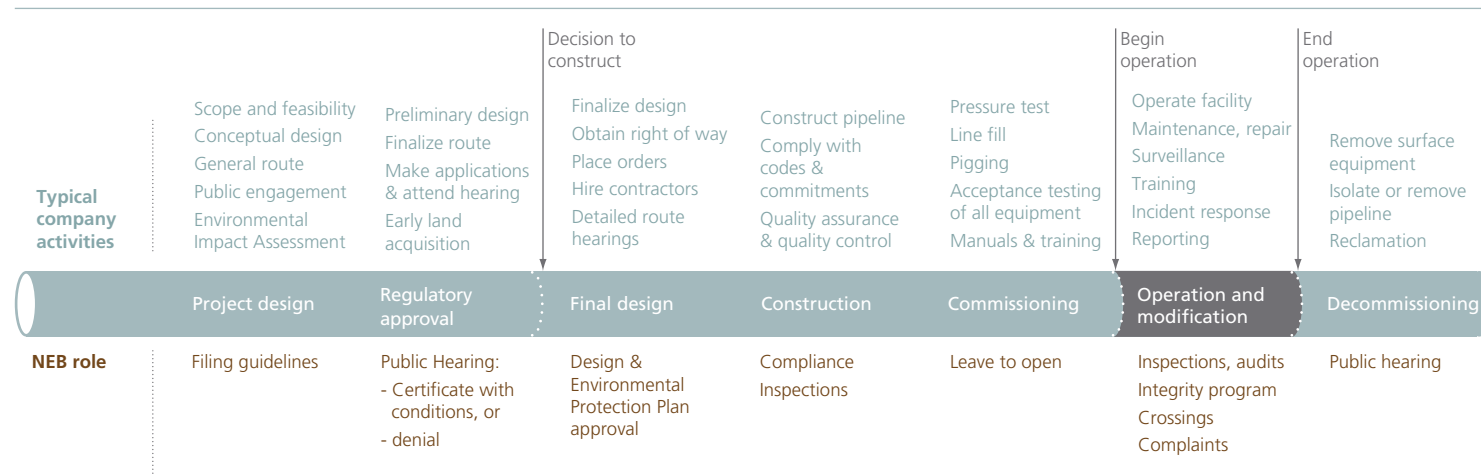 Decision to
construct
Begin
operation
End
operation
Typical
company
activities
Scope and feasibility
Conceptual design
General route
Public engagement
Environmental
Impact Assessment
Preliminary design
Finalize route
Make applications
& attend hearing
Early land
acquisition
Finalize design
Obtain right of way
Place orders
Hire contractors
Detailed route
hearings
Construct pipeline
Comply with
codes &
commitments
Quality assurance
& quality control
Pressure test
Line fill
Pigging
Acceptance testing
of all equipment
Manuals & training
Operate facility
Maintenance, repair
Surveillance
Training
Incident response
Reporting
Remove surface
equipment
Isolate or remove
pipeline
Reclamation
Project design
Regulatory
approval
Final design
Construction
Commissioning
Operation and
modification
Decommissioning
NEB role
Filing guidelines
Public Hearing:
- Certificate with
conditions, or
- denial
Design &
Environmental
Protection Plan
approval
Compliance
Inspections
Leave to open
Inspections, audits
Integrity program
Crossings
Complaints
Public hearing